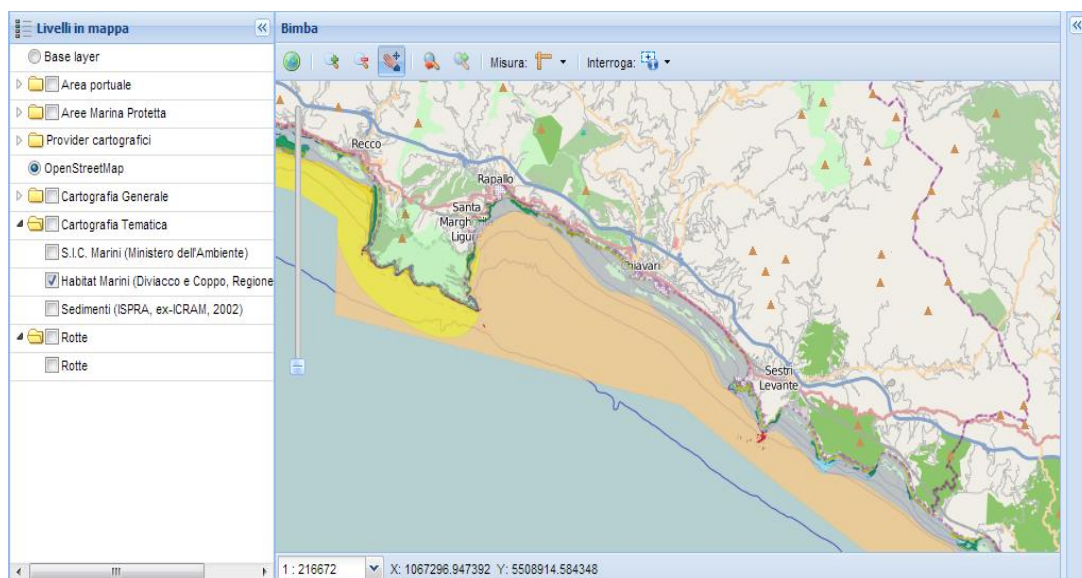 Livelli in mappa
Base layer
Area portuale
Aree Marina Protetta
Provider cartografici
OpenStreetMap
Cartografia Generale
Cartografia Tematica
S.I.C. Marini (Ministero dell'Ambiente)
Habitat Marini (Diviacco e Coppo, Regione
Sedimenti (ISPRA, ex-ICRAM, 2002)
Rotte
Rotte
Bimba
Misura: Interroga:
Recco
Rapallo
Santa
Margh
Ligu
Chiavari
Sestri
Levante
1 : 216672 X: 1067296.947392 Y: 5508914.584348